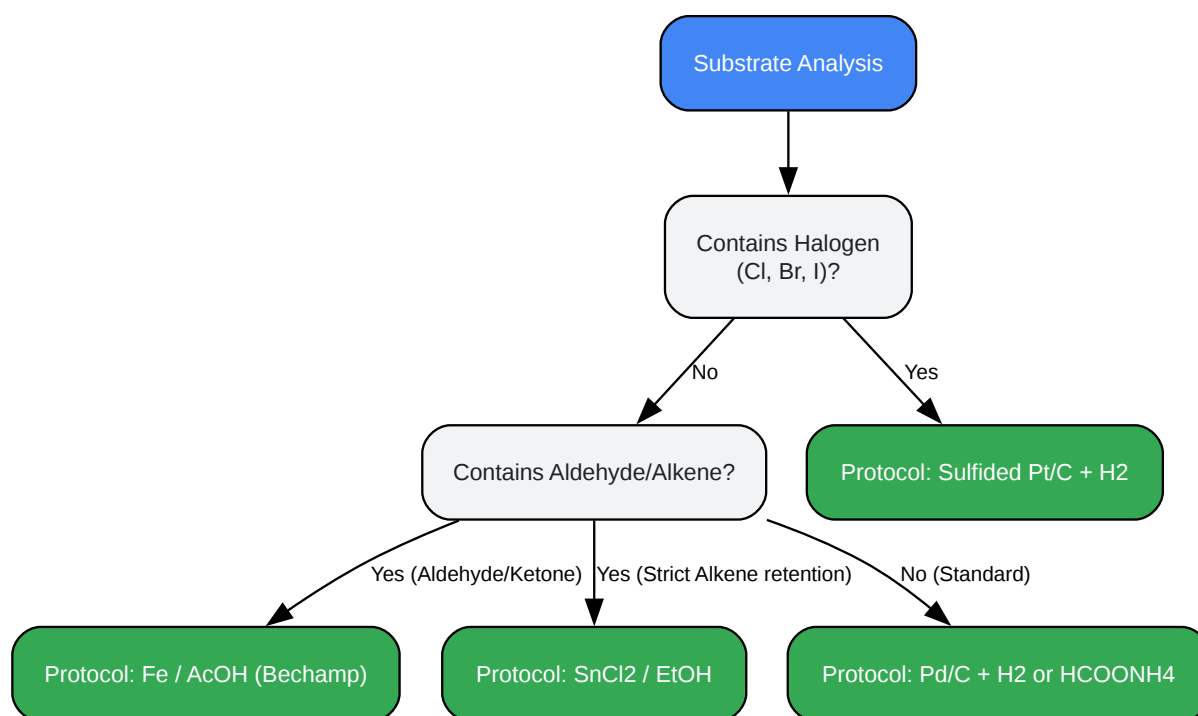 Substrate Analysis
Contains Halogen
(Cl, Br, I)?
No
Yes
Contains Aldehyde/Alkene?
Protocol: Sulfided Pt/C + H2
Yes (Aldehyde/Ketone)
Yes (Strict Alkene retention)
No (Standard)
Protocol: Fe / AcOH (Bechamp)
Protocol: SnCl2 / EtOH
Protocol: Pd/C + H2 or HCOONH4